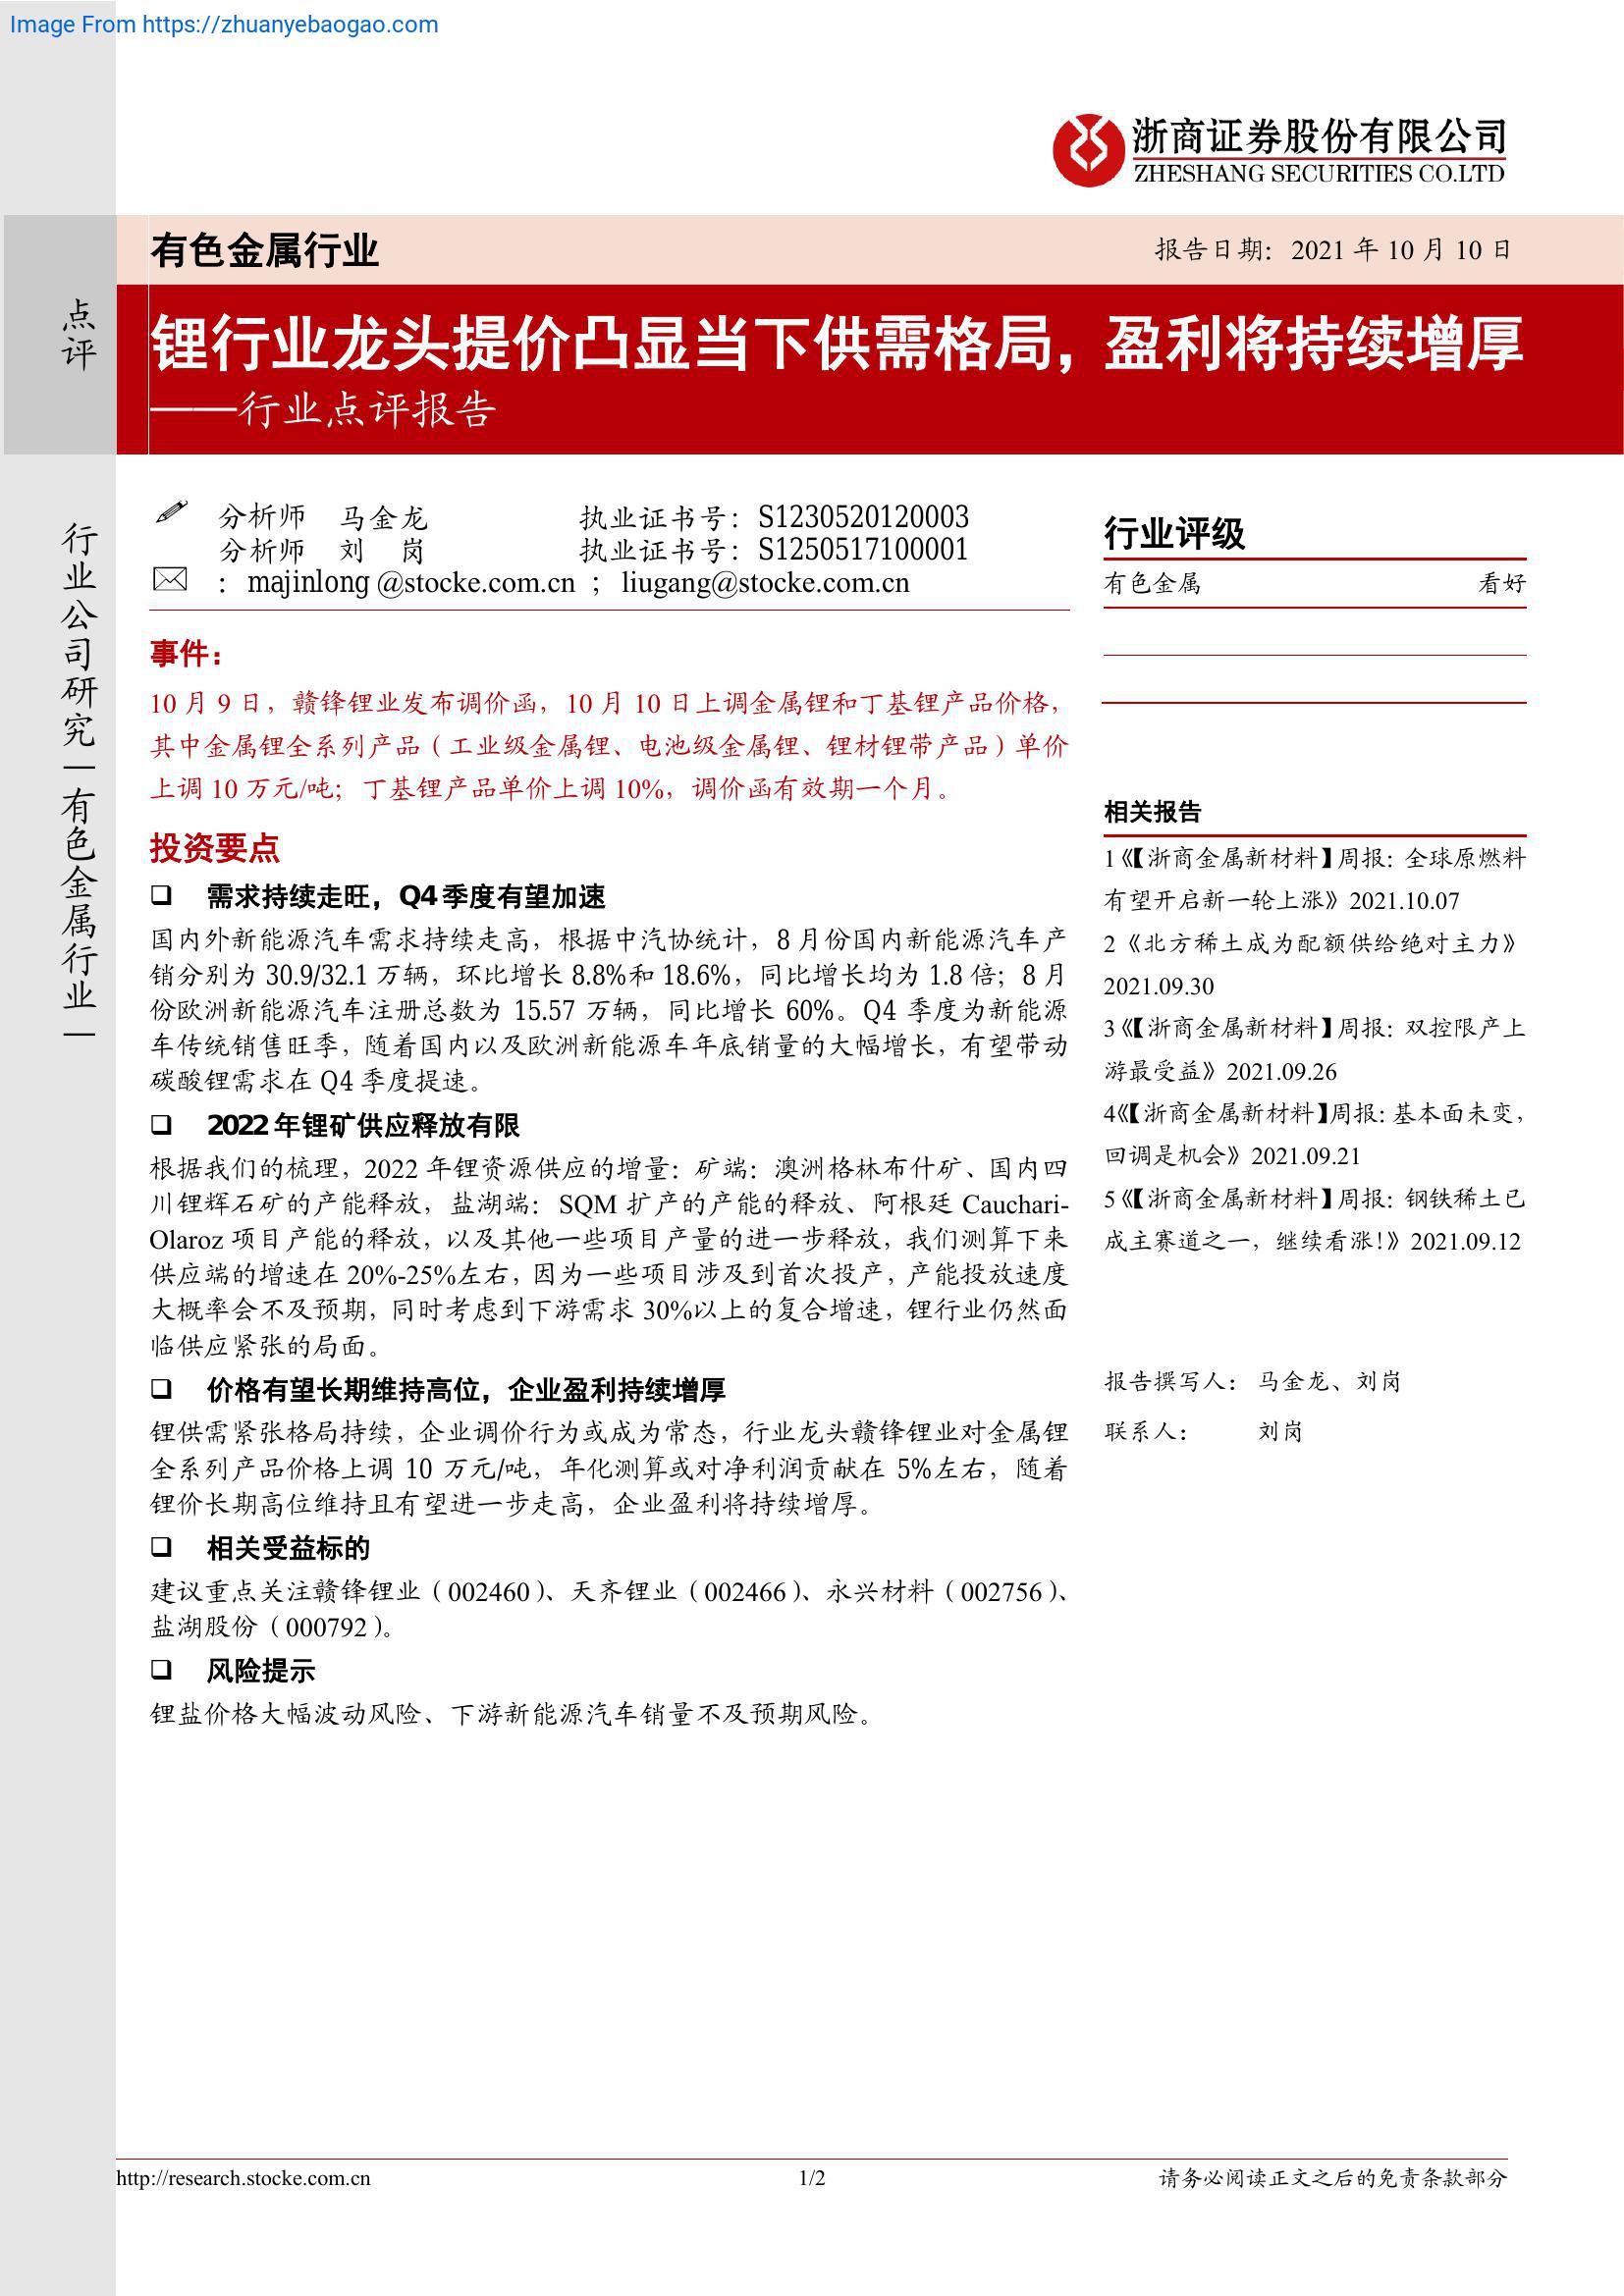 Image From https://zhuanyebaogao.com
浙商证券股份有限公司
ZHESHANG SECURITIES CO.LTD
有色金属行业
报告日期：2021 年 10 月 10 日
点评
锂行业龙头提价凸显当下供需格局，盈利将持续增厚
——行业点评报告
行业公司研究|有色金属行业|
分析师 马金龙 执业证书号：S1230520120003
分析师 刘 岗 执业证书号：S1250517100001
：majinlong @stocke.com.cn ；liugang@stocke.com.cn
事件：
10 月 9 日，赣锋锂业发布调价函，10 月 10 日上调金属锂和丁基锂产品价格，
其中金属锂全系列产品（工业级金属锂、电池级金属锂、锂材锂带产品）单价
上调 10 万元/吨；丁基锂产品单价上调 10%，调价函有效期一个月。
投资要点
❑ 需求持续走旺，Q4 季度有望加速
国内外新能源汽车需求持续走高，根据中汽协统计，8 月份国内新能源汽车产
销分别为 30.9/32.1 万辆，环比增长 8.8%和 18.6%，同比增长均为 1.8 倍；8 月
份欧洲新能源汽车注册总数为 15.57 万辆，同比增长 60%。Q4 季度为新能源
车传统销售旺季，随着国内以及欧洲新能源车年底销量的大幅增长，有望带动
碳酸锂需求在 Q4 季度提速。
❑ 2022 年锂矿供应释放有限
根据我们的梳理，2022 年锂资源供应的增量：矿端：澳洲格林布什矿、国内四
川锂辉石矿的产能释放，盐湖端：SQM 扩产的产能的释放、阿根廷 Cauchari-
Olaroz 项目产能的释放，以及其他一些项目产量的进一步释放，我们测算下来
供应端的增速在 20%-25%左右，因为一些项目涉及到首次投产，产能投放速度
大概率会不及预期，同时考虑到下游需求 30%以上的复合增速，锂行业仍然面
临供应紧张的局面。
❑ 价格有望长期维持高位，企业盈利持续增厚
锂供需紧张格局持续，企业调价行为或成为常态，行业龙头赣锋锂业对金属锂
全系列产品价格上调 10 万元/吨，年化测算或对净利润贡献在 5%左右，随着
锂价长期高位维持且有望进一步走高，企业盈利将持续增厚。
❑ 相关受益标的
建议重点关注赣锋锂业（002460）、天齐锂业（002466）、永兴材料（002756）、
盐湖股份（000792）。
❑ 风险提示
锂盐价格大幅波动风险、下游新能源汽车销量不及预期风险。
行业评级
有色金属 看好
相关报告
1《【浙商金属新材料】周报：全球原燃料
有望开启新一轮上涨》2021.10.07
2《北方稀土成为配额供给绝对主力》
2021.09.30
3《【浙商金属新材料】周报：双控限产上
游最受益》2021.09.26
4《【浙商金属新材料】周报：基本面未变，
回调是机会》2021.09.21
5《【浙商金属新材料】周报：钢铁稀土已
成主赛道之一，继续看涨!》2021.09.12
报告撰写人： 马金龙、刘岗
联系人： 刘岗
http://research.stocke.com.cn
1/2
请务必阅读正文之后的免责条款部分